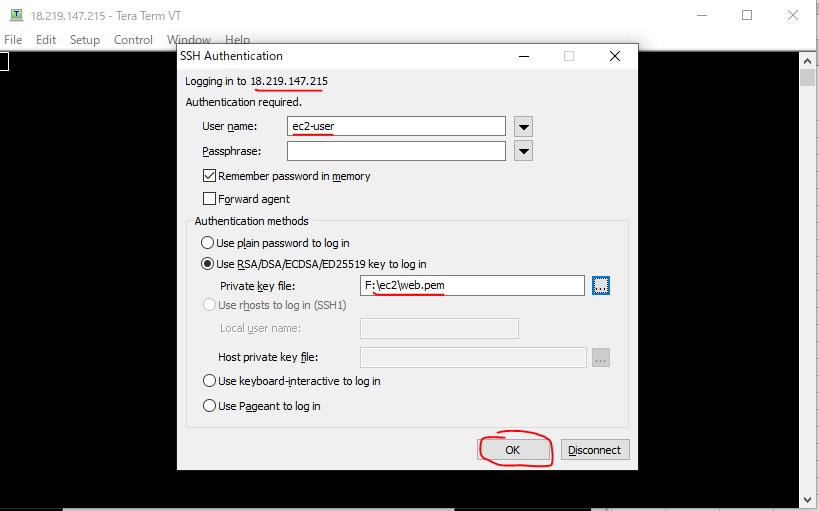 18.219.147.215 - Tera Term VT
File Edit Setup Control Window Help
SSH Authentication
Logging in to 18.219.147.215
Authentication required.
User name: ec2-user
Passphrase:
Remember password in memory
Forward agent
Authentication methods
Use plain password to log in
Use RSA/DSA/ECDSA/ED25519 key to log in
Private key file: F:\ec2\web.pem ...
Use rhosts to log in (SSH1)
Local user name:
Host private key file: ...
Use keyboard-interactive to log in
Use Pageant to log in
OK Disconnect